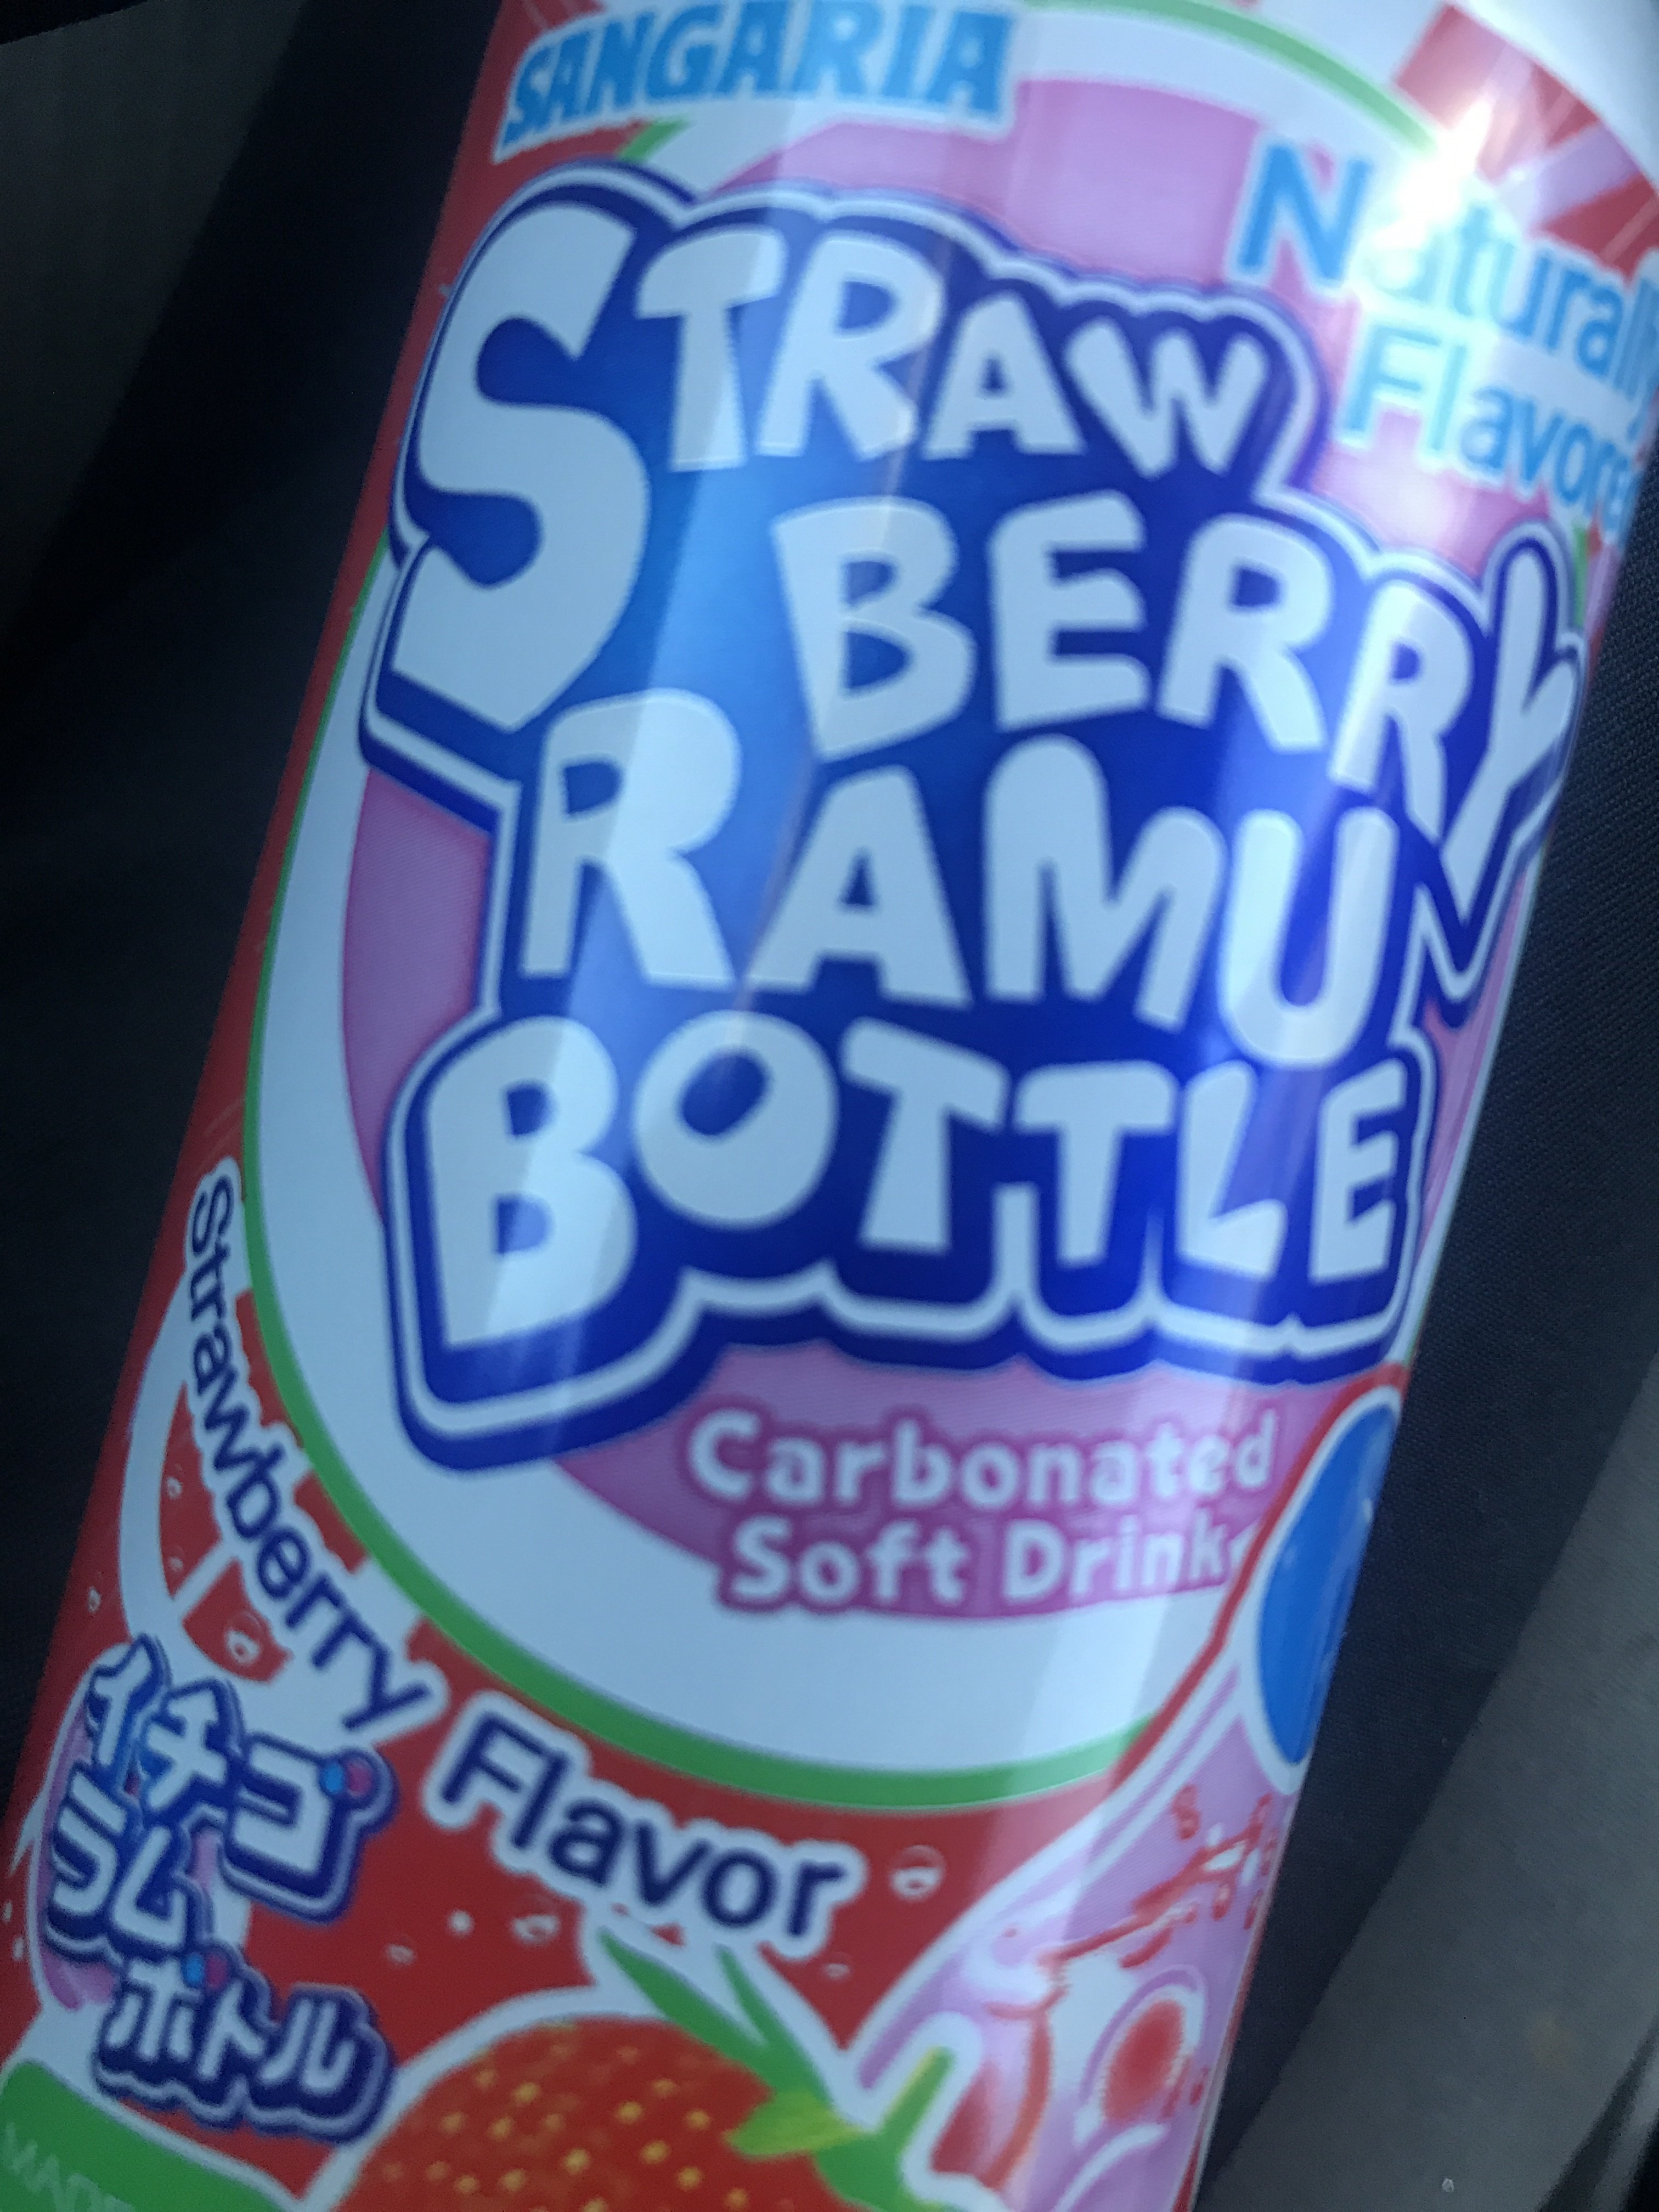 SANGARIA
Naturally
Flavored
STRAW
BERRY
RAMU
BOTTLE
Carbonated
Soft Drink
Strawberry Flavor
イチゴ
ラム
ボトル
MADE